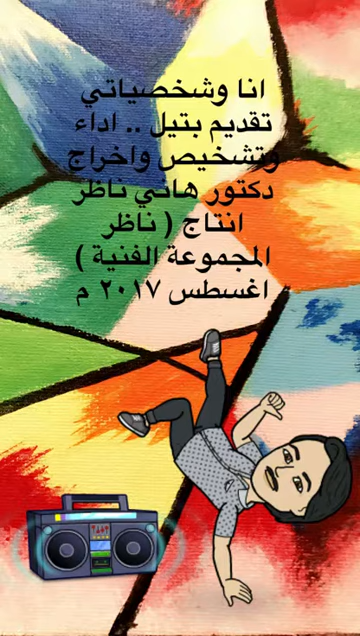 انا وشخصياتي
تقديم بتيل .. اداء
وتشخيص واخراج
دكتور هاني ناظر
انتاج ( ناظر
المجموعة الفنية )
اغسطس ٢٠١٧ م